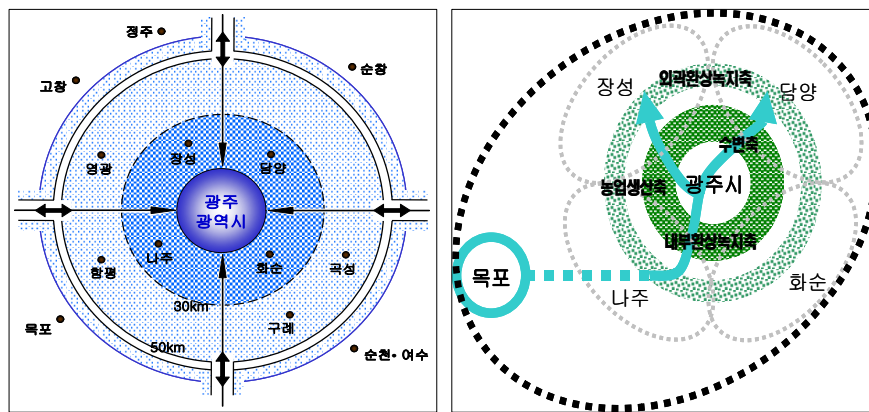 정주
순창
고창
장성
담양
영광
광주
광역시
나주
화순
함평
곡성
30km
구례
목포
50km
순천·여수
장성
외곽환상녹지축
담양
수변축
농업생산축
광주시
내부환상녹지축
목포
나주
화순